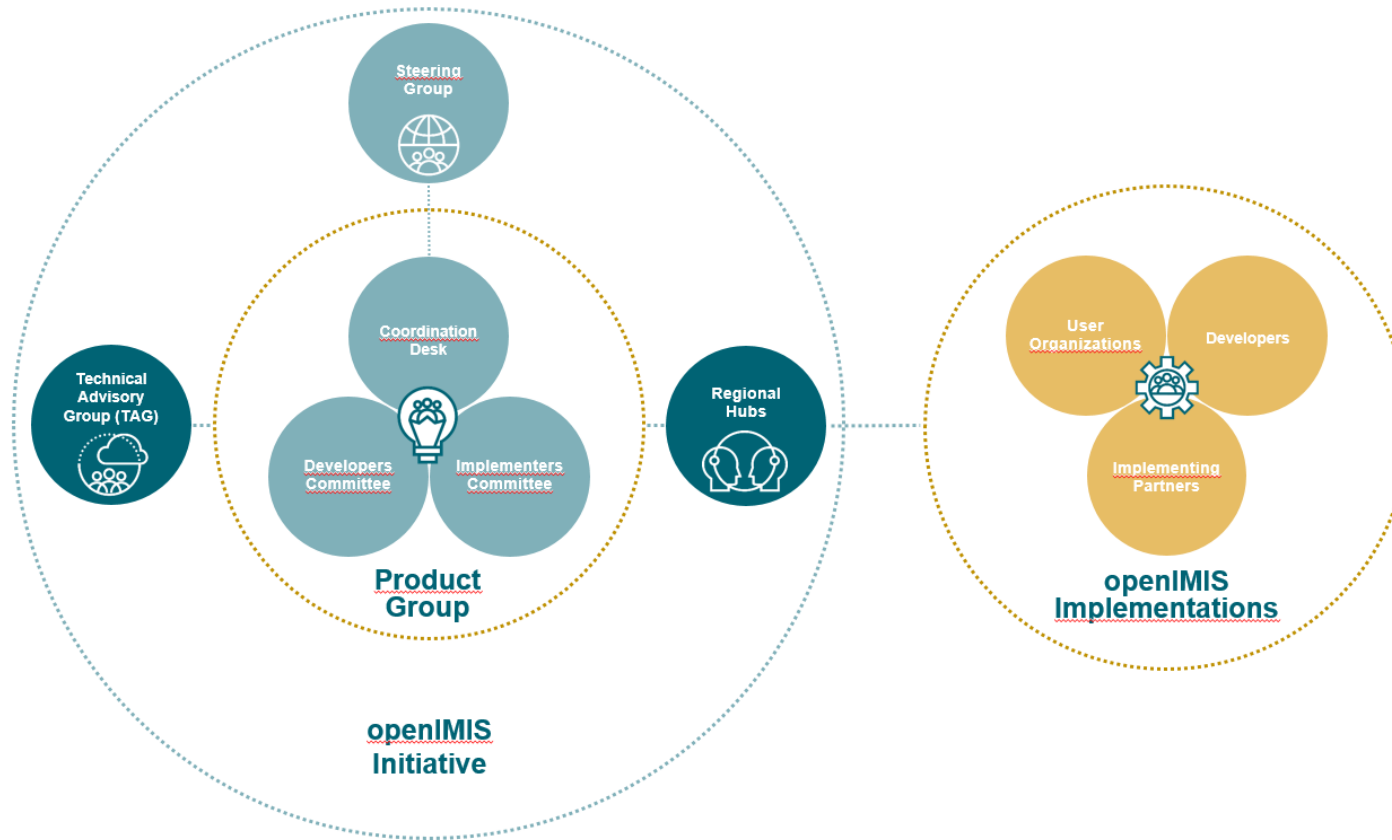 Steering
Group
Coordination
Desk
Technical
Advisory
Group (TAG)
Developers
Committee
Implementers
Committee
Regional
Hubs
Product
Group
openIMIS
Initiative
User
Organizations
Developers
Implementing
Partners
openIMIS
Implementations